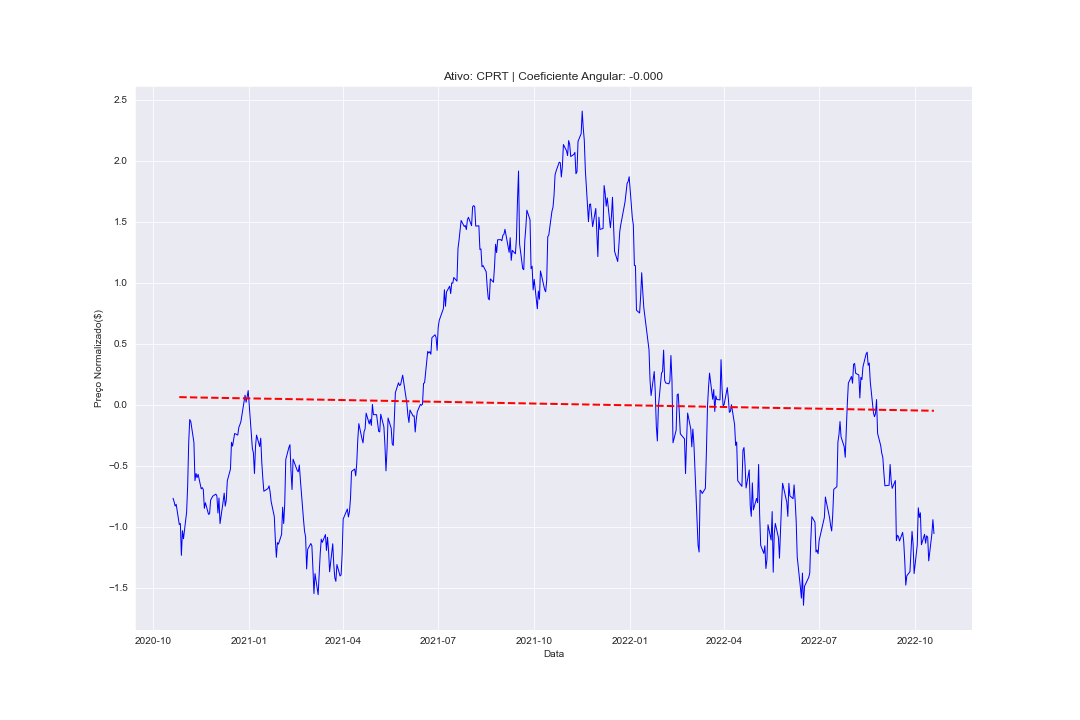 Ativo: CPRT | Coeficiente Angular: -0.000
Preço Normalizado($)
2.5
2.0
1.5
1.0
0.5
0.0
−0.5
−1.0
−1.5
2020-10 2021-01 2021-04 2021-07 2021-10 2022-01 2022-04 2022-07 2022-10
Data